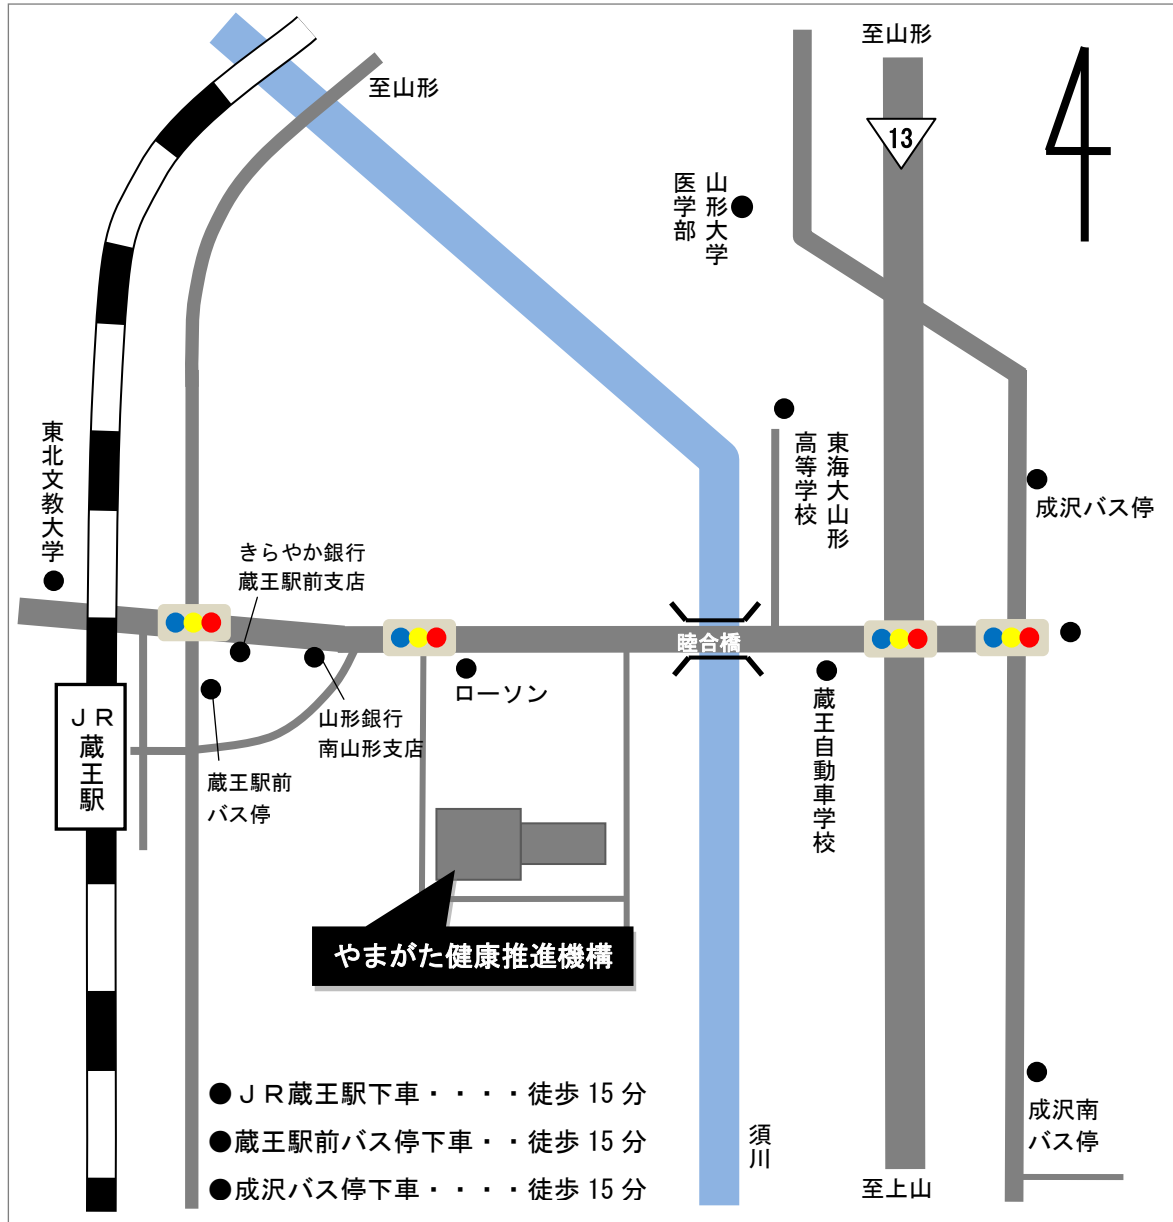 至山形
至山形
13
山形大学
医学部
東海大山形
高等学校
東北文教大学
成沢バス停
きらやか銀行
蔵王駅前支店
睦合橋
ローソン
ＪＲ
蔵王駅
山形銀行
南山形支店
蔵王自動車学校
蔵王駅前
バス停
やまがた健康推進機構
●ＪＲ蔵王駅下車・・・・徒歩 15 分
●蔵王駅前バス停下車・・徒歩 15 分
●成沢バス停下車・・・・徒歩 15 分
須川
成沢南
バス停
至上山